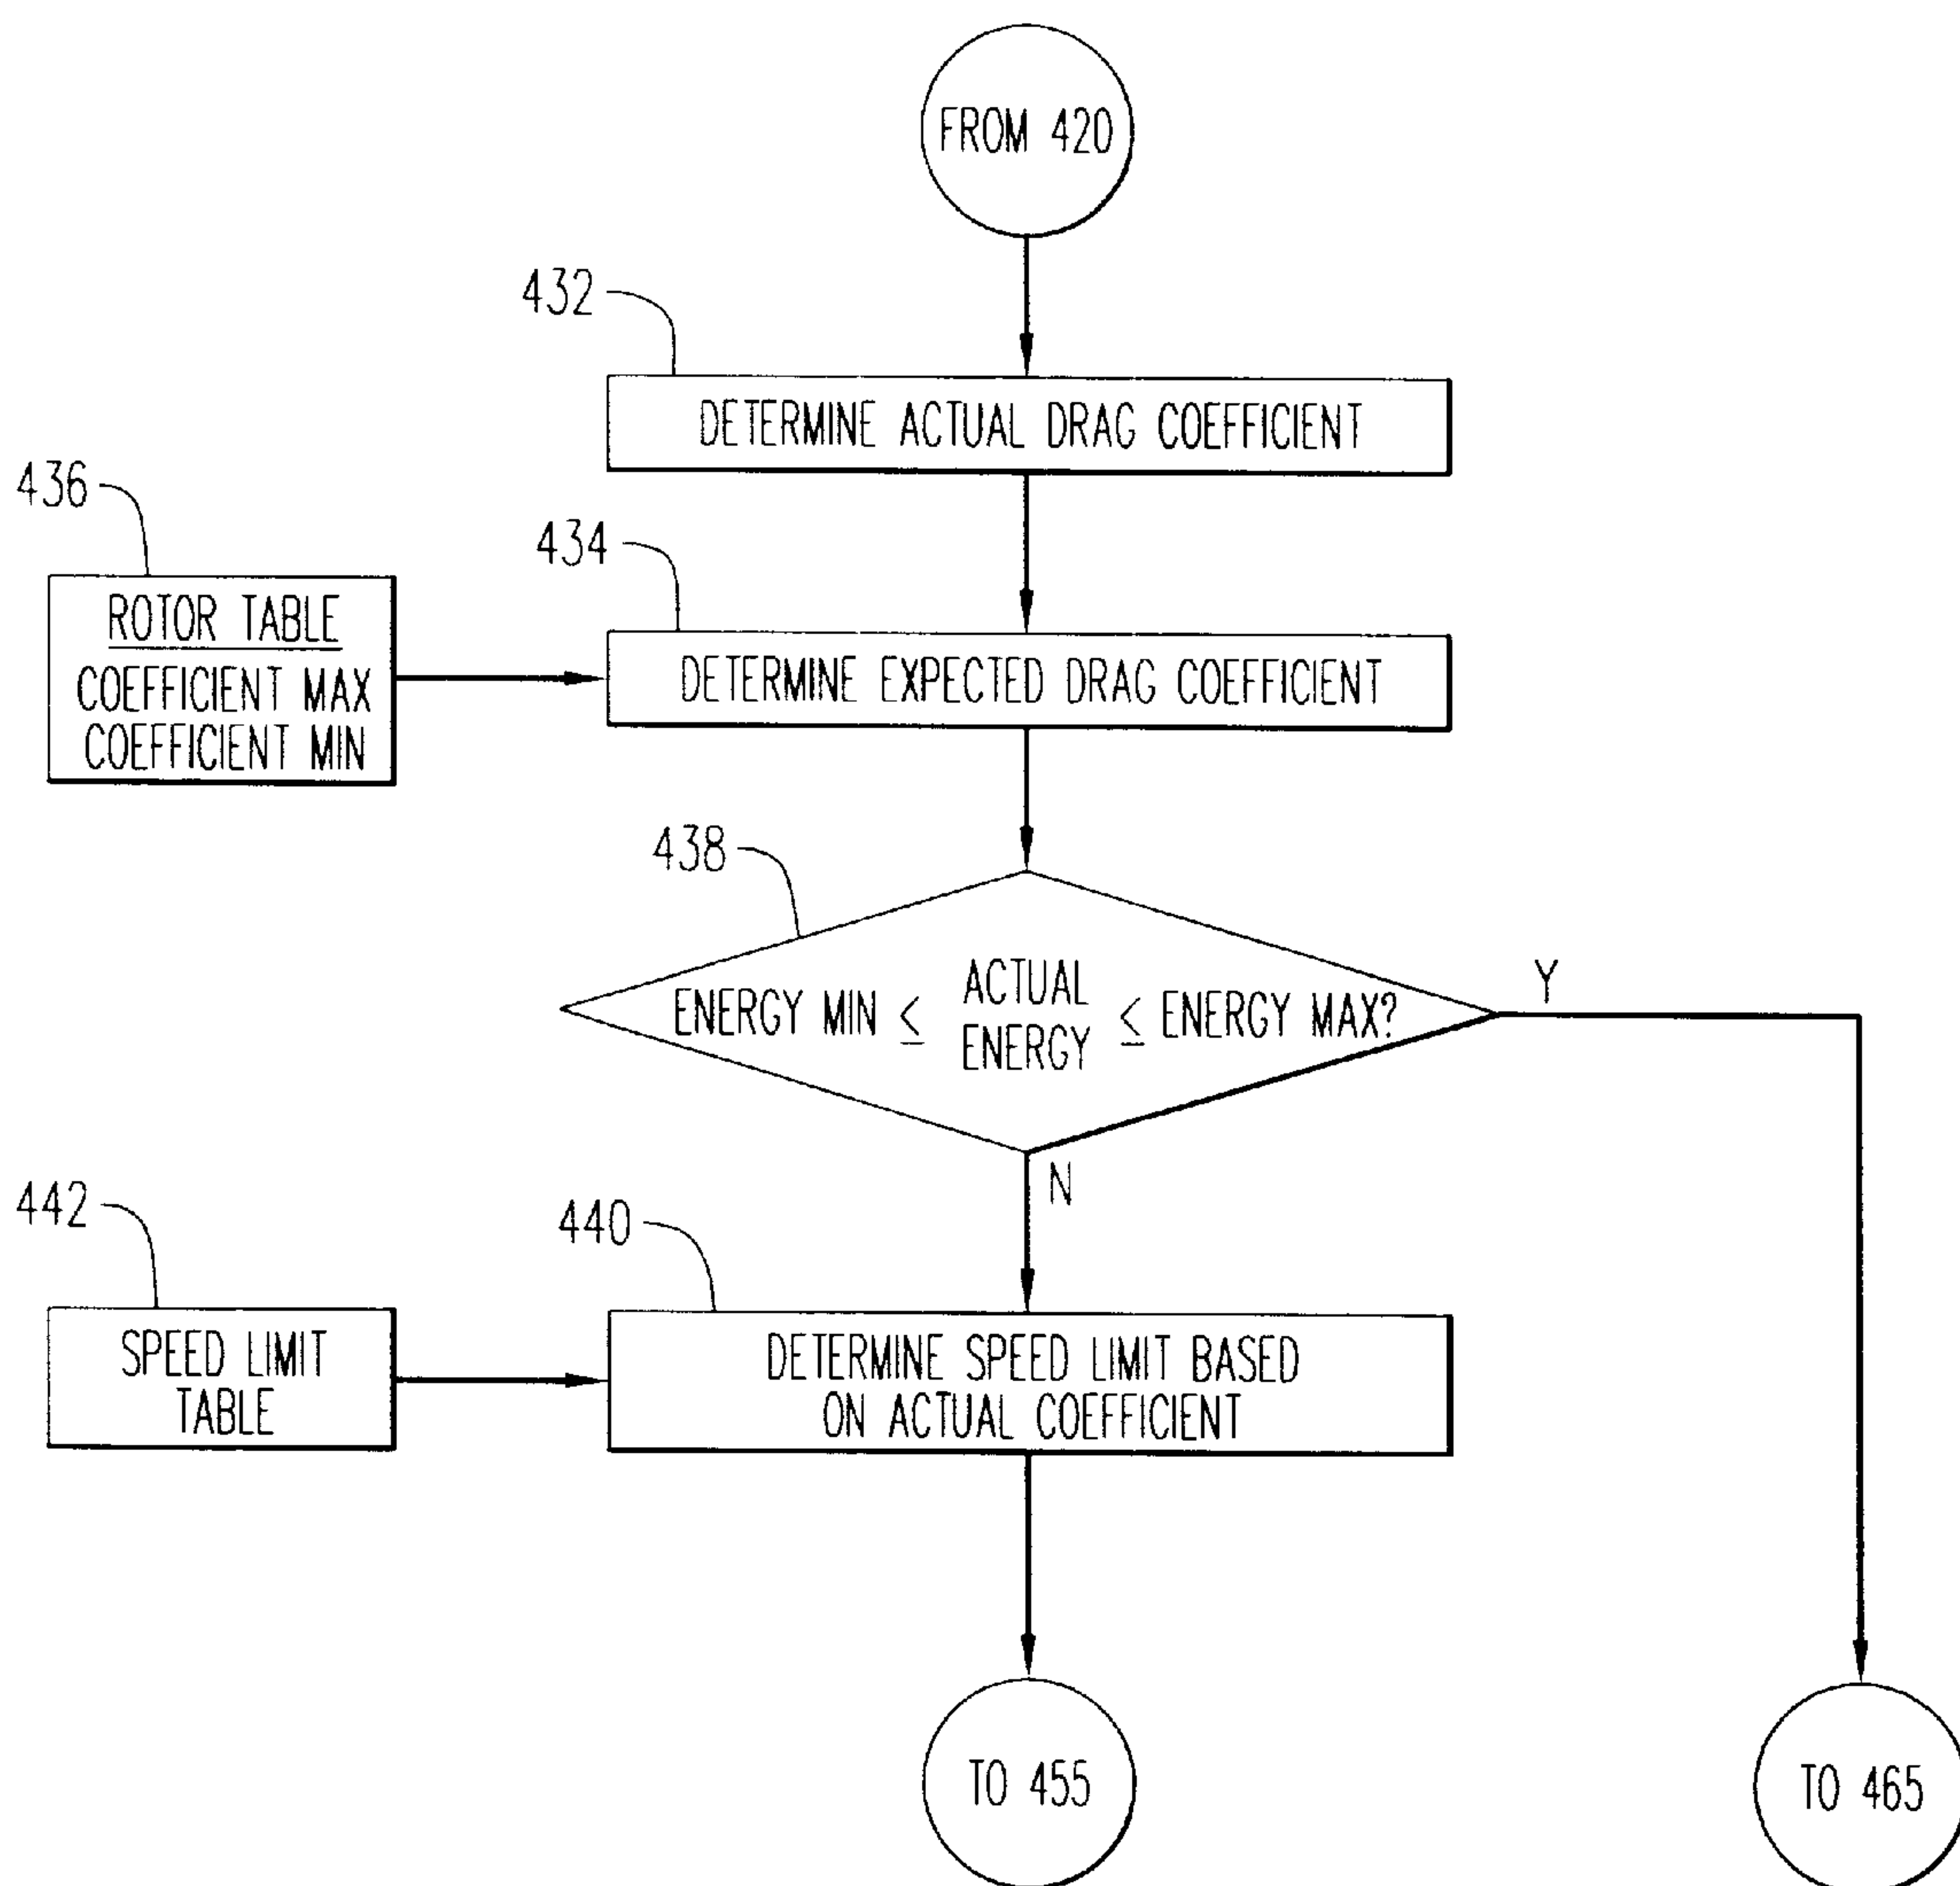 FROM 420
432
DETERMINE ACTUAL DRAG COEFFICIENT
436
434
ROTOR TABLE
COEFFICIENT MAX
COEFFICIENT MIN
DETERMINE EXPECTED DRAG COEFFICIENT
438
ENERGY MIN ≤ ACTUAL ENERGY ≤ ENERGY MAX?
Y
N
442
440
SPEED LIMIT
TABLE
DETERMINE SPEED LIMIT BASED
ON ACTUAL COEFFICIENT
TO 455
TO 465